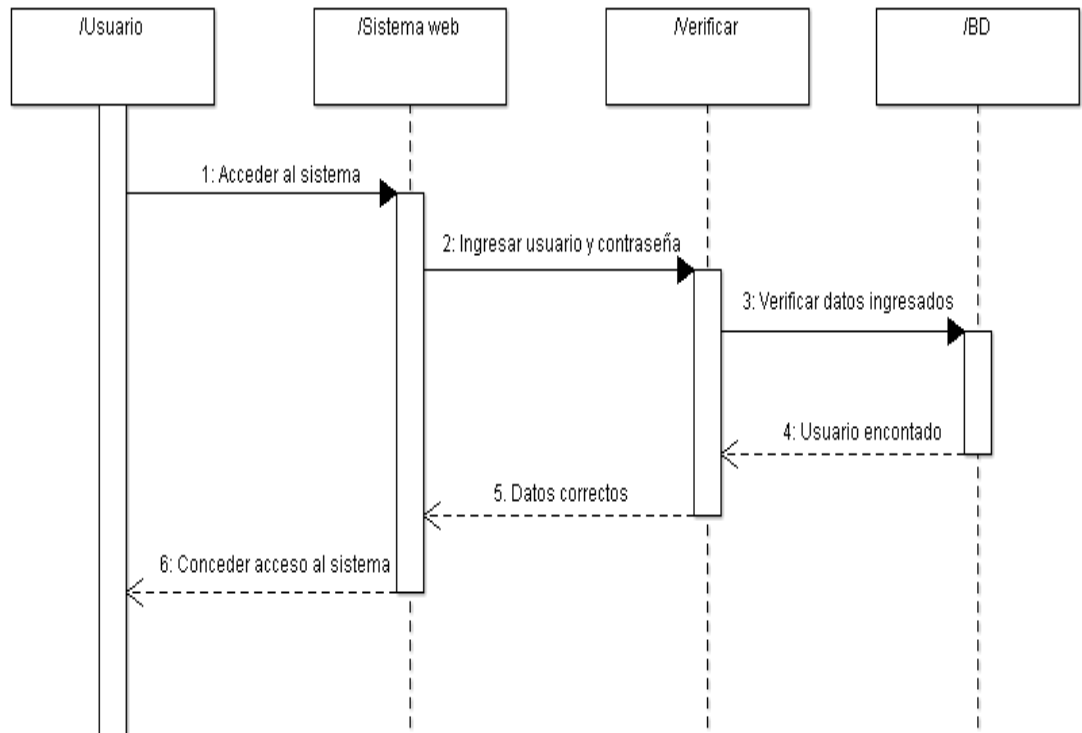 /Usuario
/Sistema web
/Verificar
/BD
1: Acceder al sistema
2: Ingresar usuario y contraseña
3: Verificar datos ingresados
4: Usuario encontado
5. Datos correctos
6: Conceder acceso al sistema